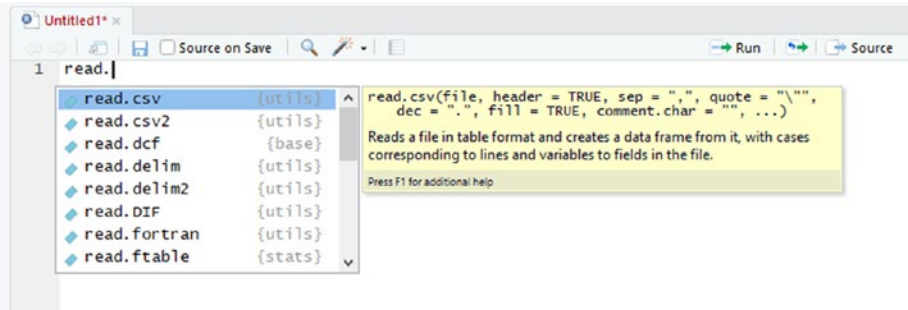 Untitled1*
Source on Save Run Source
1 read.
read.csv {utils}
read.csv2 {utils}
read.dcf {base}
read.delim {utils}
read.delim2 {utils}
read.DIF {utils}
read.fortran {utils}
read.ftable {stats}
read.csv(file, header = TRUE, sep = ",", quote = "\"",
dec = ".", fill = TRUE, comment.char = "", ...)
Reads a file in table format and creates a data frame from it, with cases
corresponding to lines and variables to fields in the file.
Press F1 for additional help